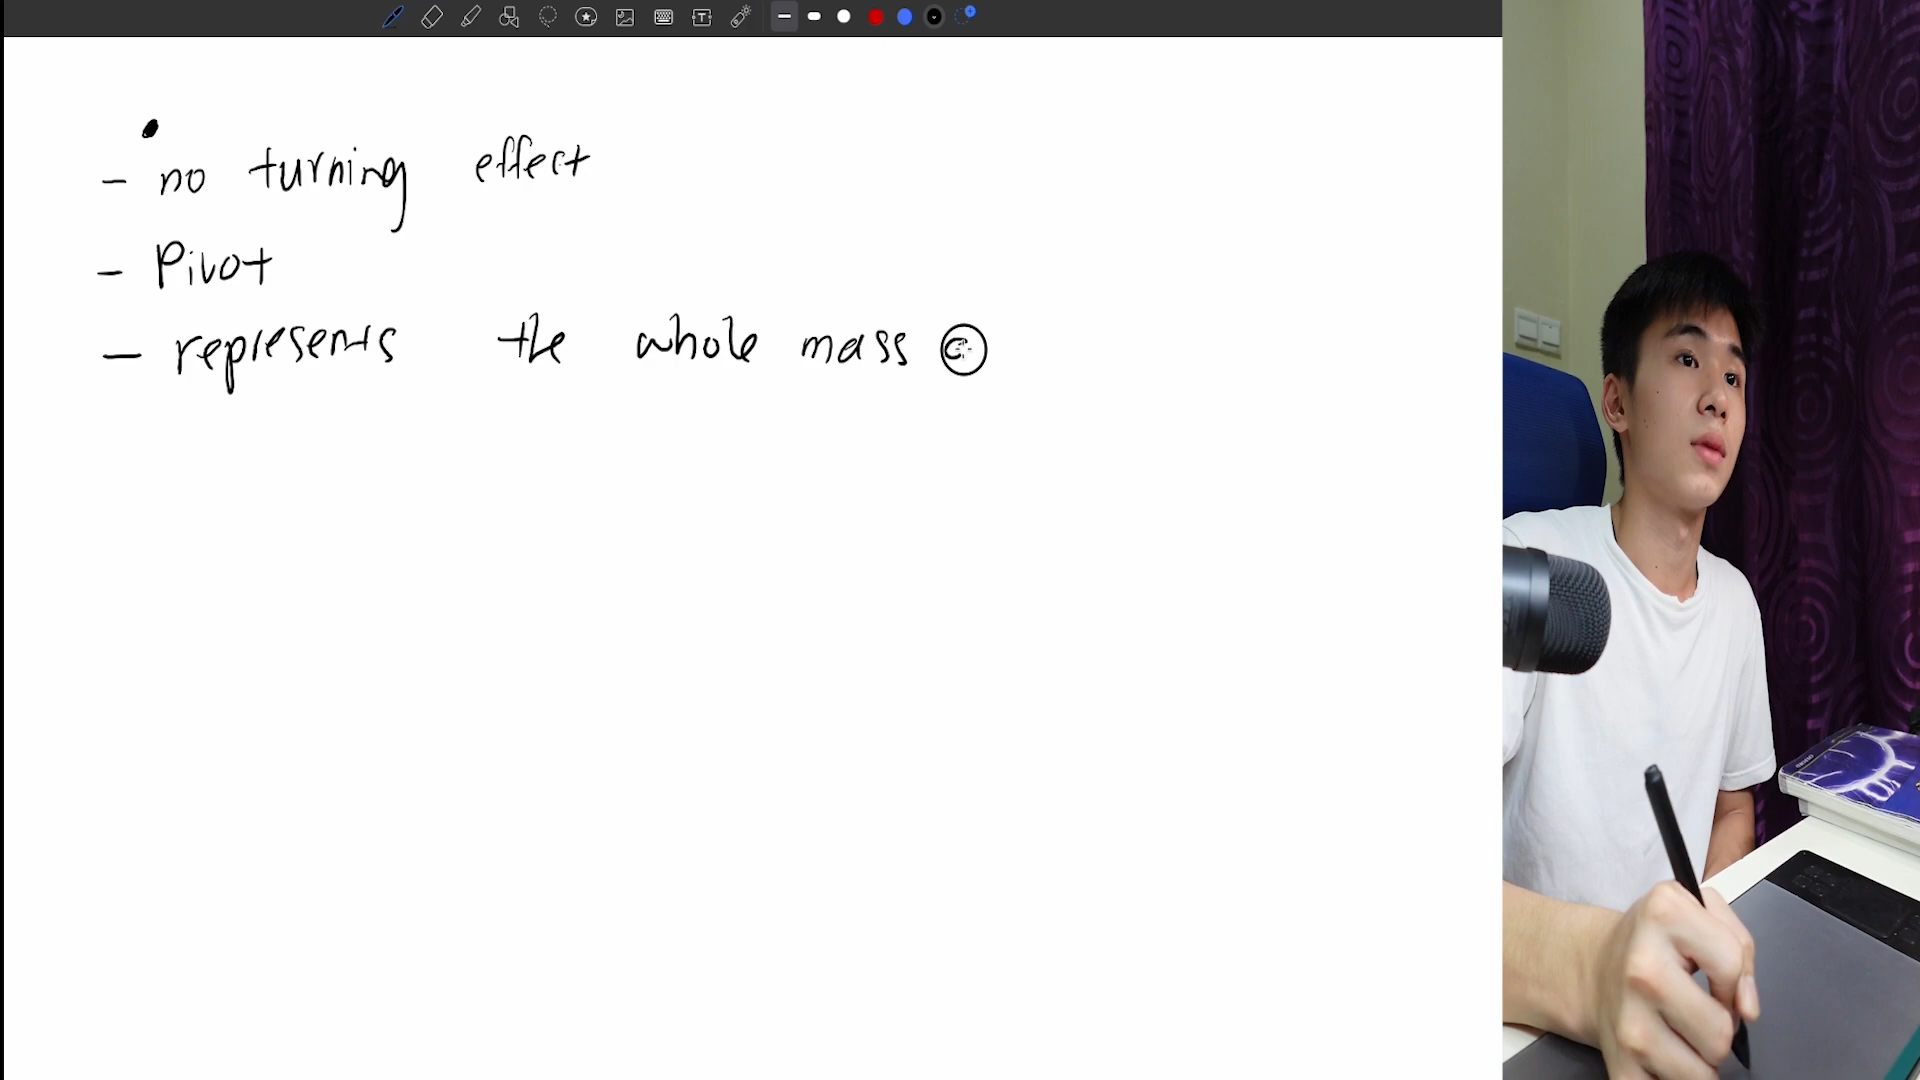 - no turning effect
- Pivot
- represents the whole mass @